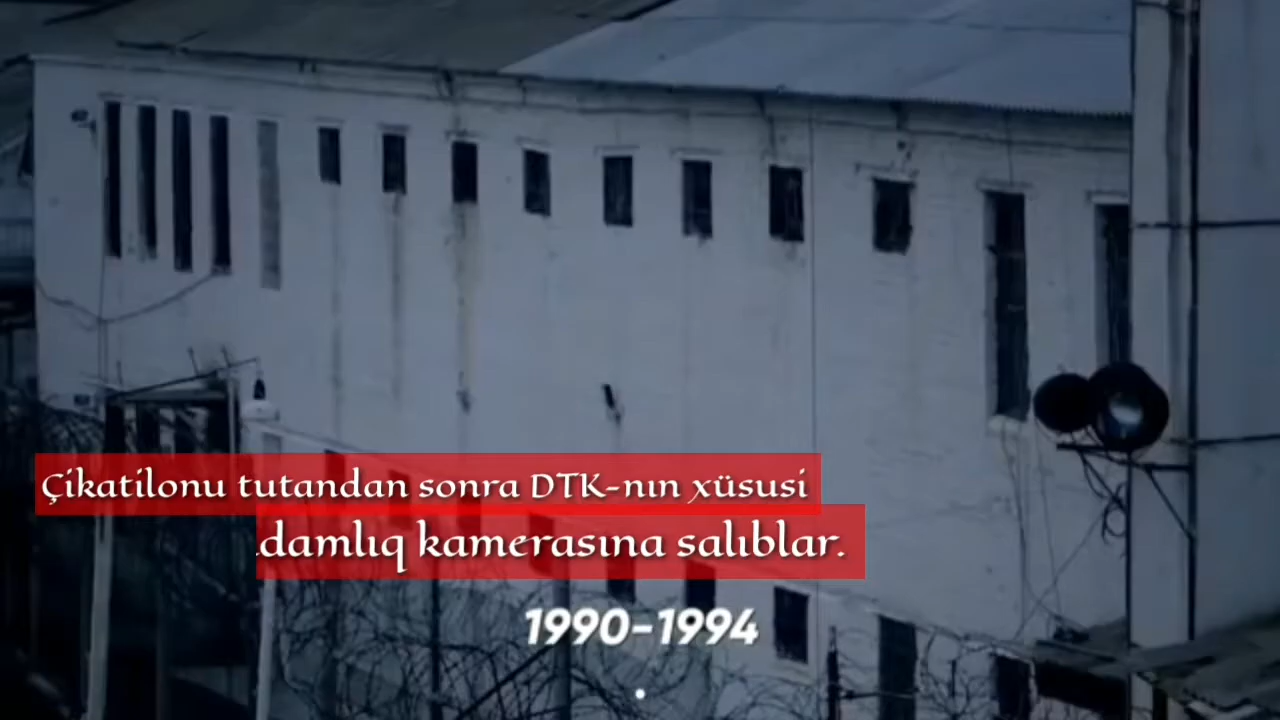 Çikatilonu tutandan sonra DTK-nın xüsusi
damlıq kamerasına salıblar.
1990-1994
.